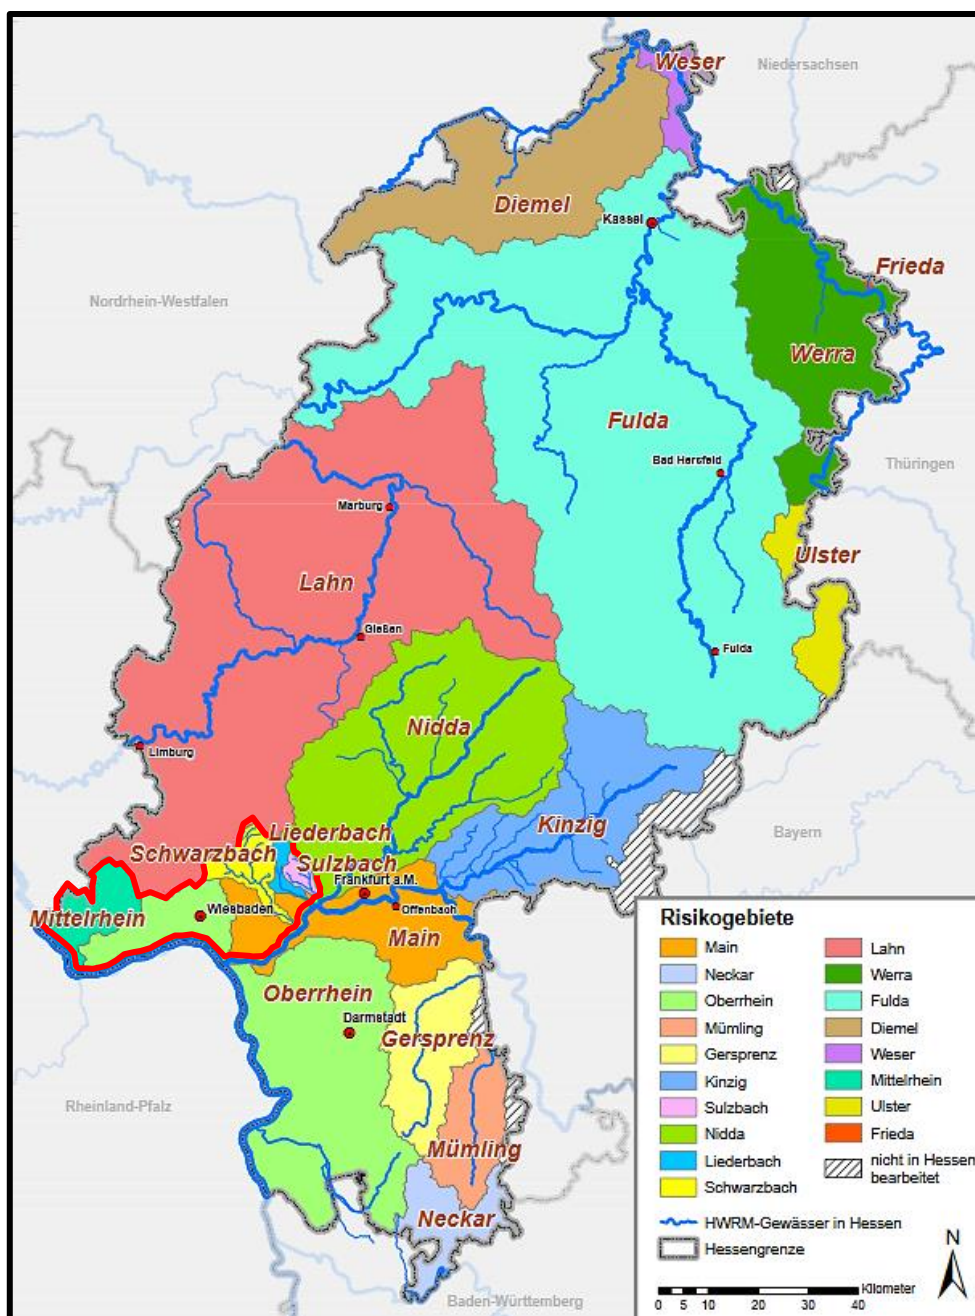 Weser
Niedersachsen
Diemel
Kassel
Frieda
Nordrhein-Westfalen
Werra
Fulda
Bad Hersfeld
Thüringen
Marburg
Ulster
Lahn
Gießen
Fulda
Nidda
Limburg
Kinzig
Bayern
Liederbach
Schwarzbach
Sulzbach
Frankfurt a.M.
Mittelrhein
Wiesbaden
Offenbach
Main
Oberrhein
Darmstadt
Gersprenz
Rheinland-Pfalz
Mümling
Neckar
Baden-Württemberg
Risikogebiete
Main
Neckar
Oberrhein
Mümling
Gersprenz
Kinzig
Sulzbach
Nidda
Liederbach
Schwarzbach
Lahn
Werra
Fulda
Diemel
Weser
Mittelrhein
Ulster
Frieda
nicht in Hessen
bearbeitet
HWRM-Gewässer in Hessen
Hessengrenze
N
Kilometer
0 5 10 20 30 40